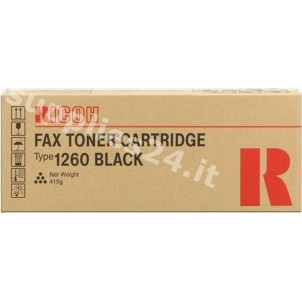 RICOH
FAX TONER CARTRIDGE
Type 1260 BLACK
Net Weight
415g
R
supplies24.it